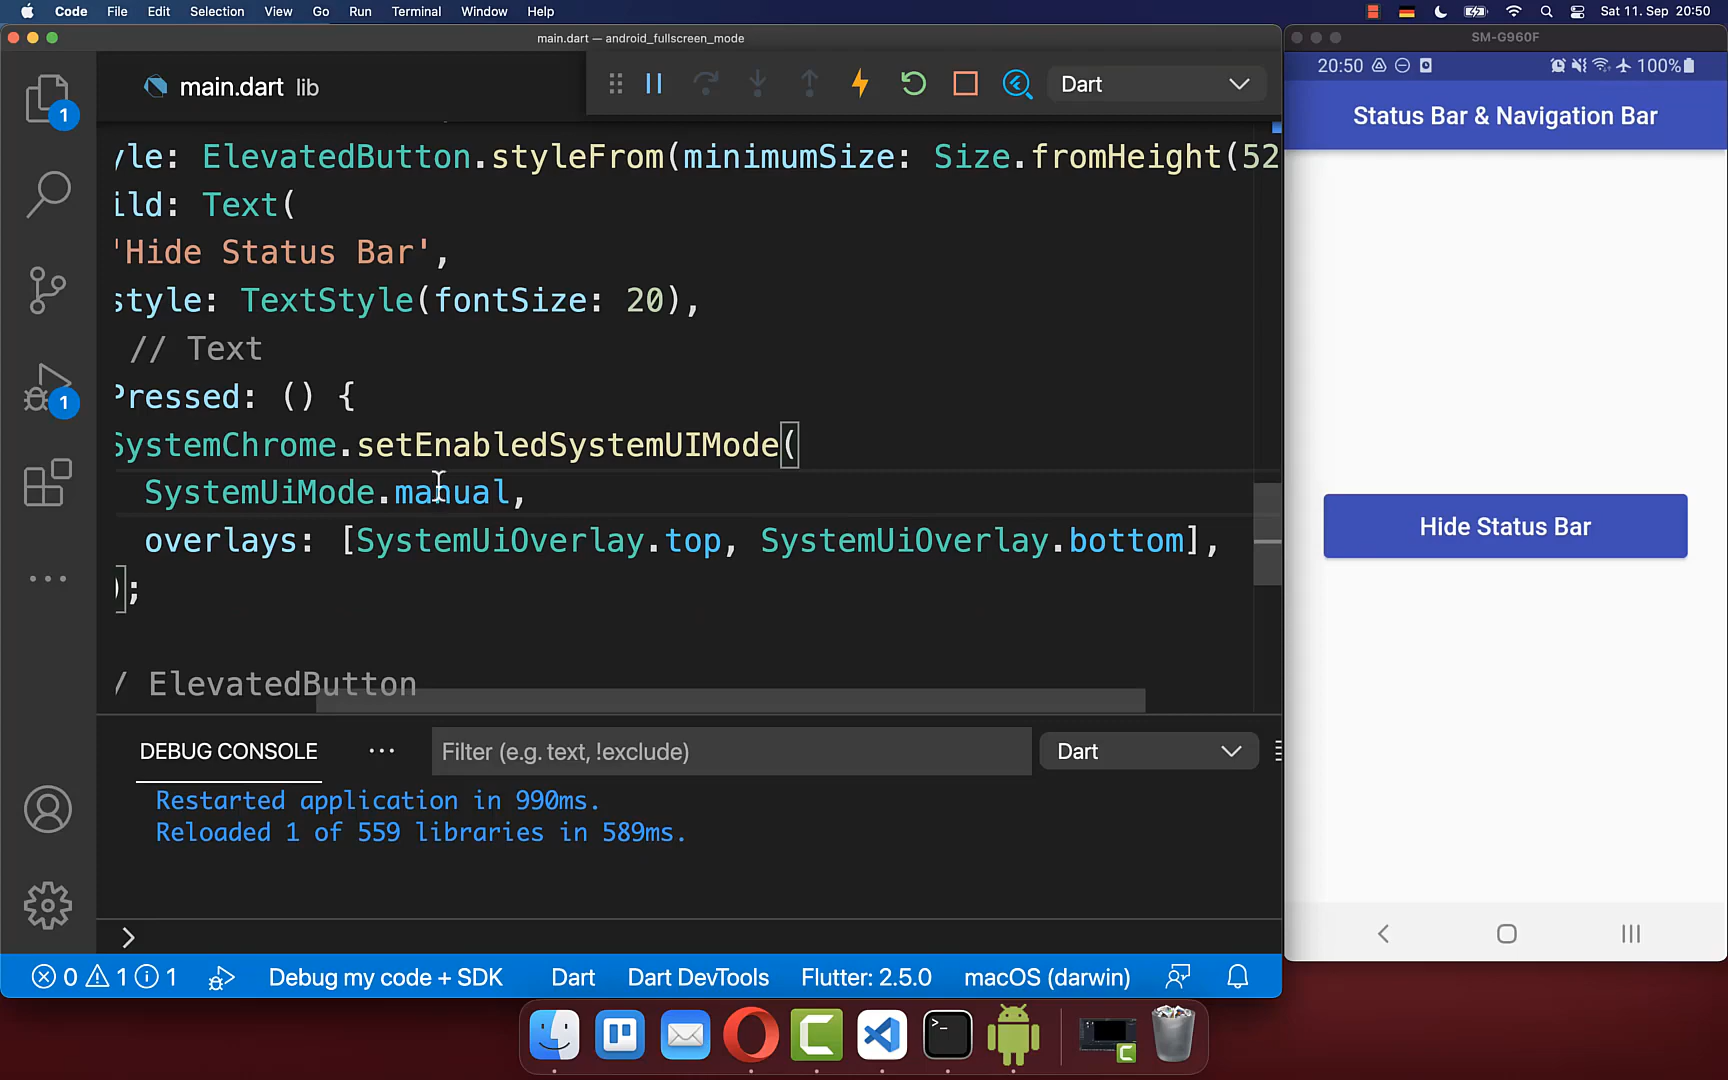 Code File Edit Selection View Go Run Terminal Window Help
Sat 11. Sep 20:50
main.dart — android_fullscreen_mode
SM-G960F
main.dart lib
Dart
1
yle: ElevatedButton.styleFrom(minimumSize: Size.fromHeight(52
ild: Text(
'Hide Status Bar',
style: TextStyle(fontSize: 20),
// Text
Pressed: () {
SystemChrome.setEnabledSystemUIMode(
SystemUiMode.manual,
overlays: [SystemUiOverlay.top, SystemUiOverlay.bottom],
);
/ ElevatedButton
1
DEBUG CONSOLE ...
Filter (e.g. text, !exclude)
Dart
Restarted application in 990ms.
Reloaded 1 of 559 libraries in 589ms.
>
0 1 1 Debug my code + SDK Dart Dart DevTools Flutter: 2.5.0 macOS (darwin)
20:50 100%
Status Bar & Navigation Bar
Hide Status Bar